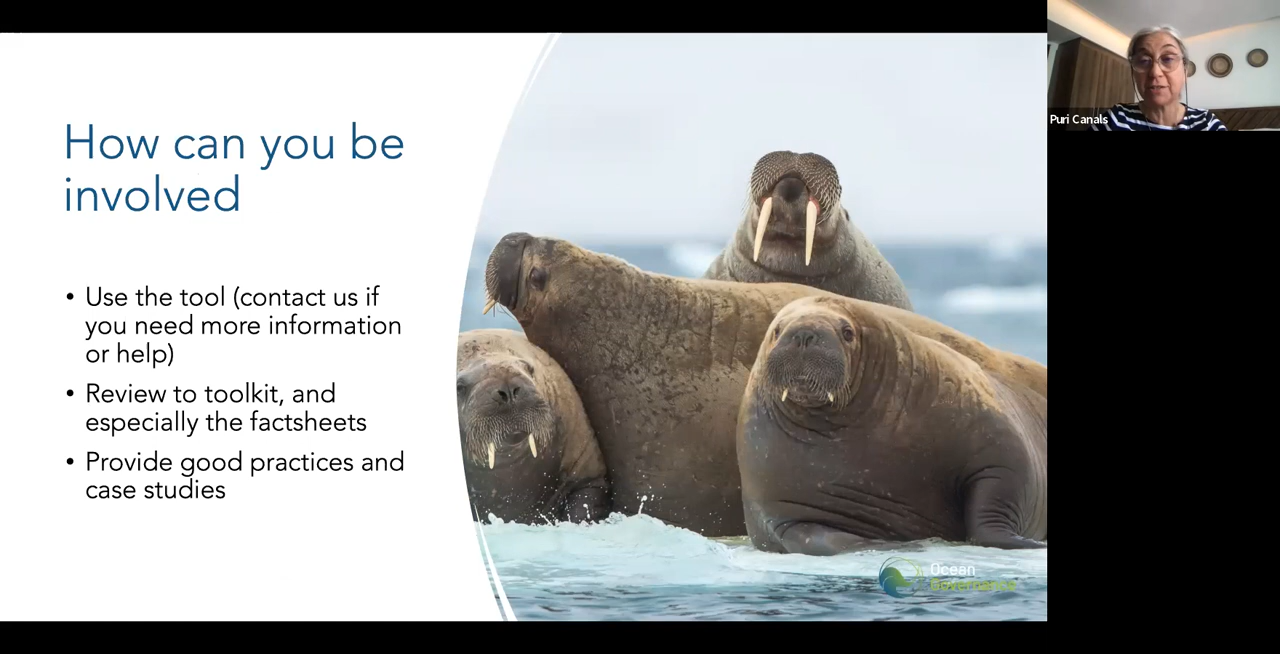 How can you be
involved
• Use the tool (contact us if
you need more information
or help)
• Review to toolkit, and
especially the factsheets
• Provide good practices and
case studies
Ocean
Governance
Puri Canals